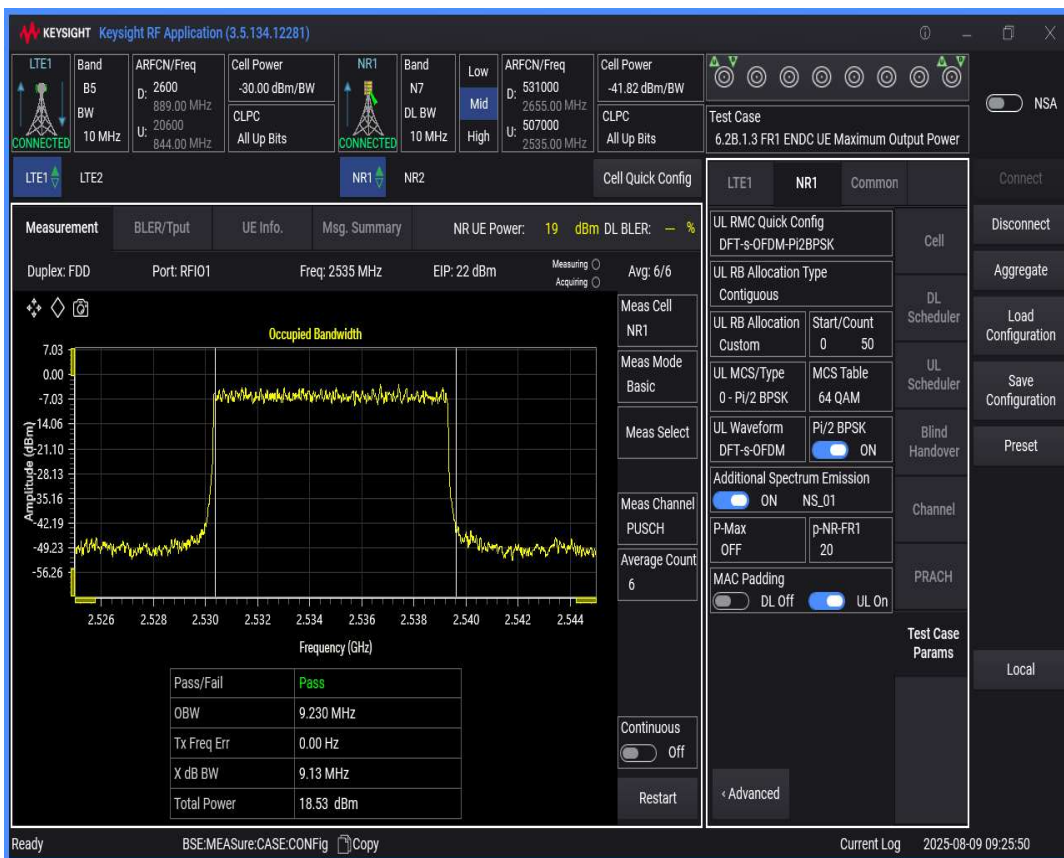 KEYSIGHT Keysight RF Application (3.5.134.12281)
LTE1
CONNECTED
Band
B5
BW
10 MHz
ARFCN/Freq
D: 2600
889.00 MHz
U: 20600
844.00 MHz
Cell Power
-30.00 dBm/BW
CLPC
All Up Bits
NR1
CONNECTED
Band
N7
DL BW
10 MHz
Low
Mid
High
ARFCN/Freq
D: 531000
2655.00 MHz
U: 507000
2535.00 MHz
Cell Power
-41.82 dBm/BW
CLPC
All Up Bits
Test Case
6.2B.1.3 FR1 ENDC UE Maximum Output Power
NSA
LTE1 LTE2 NR1 NR2 Cell Quick Config
Measurement BLER/Tput UE Info. Msg. Summary NR UE Power: 19 dBm DL BLER: — %
Duplex: FDD Port: RFIO1 Freq: 2535 MHz EIP: 22 dBm Measuring Acquiring Avg: 6/6
Occupied Bandwidth
Amplitude (dBm)
7.03
0.00
-7.03
-14.06
-21.10
-28.13
-35.16
-42.19
-49.23
-56.26
2.526 2.528 2.530 2.532 2.534 2.536 2.538 2.540 2.542 2.544
Frequency (GHz)
Pass/Fail Pass
OBW 9.230 MHz
Tx Freq Err 0.00 Hz
X dB BW 9.13 MHz
Total Power 18.53 dBm
Meas Cell
NR1
Meas Mode
Basic
Meas Select
Meas Channel
PUSCH
Average Count
6
Continuous
Off
Restart
LTE1 NR1 Common
UL RMC Quick Config
DFT-s-OFDM-Pi2BPSK
UL RB Allocation Type
Contiguous
UL RB Allocation
Custom
Start/Count
0 50
UL MCS/Type
0 - Pi/2 BPSK
MCS Table
64 QAM
UL Waveform
DFT-s-OFDM
Pi/2 BPSK
ON
Additional Spectrum Emission
ON NS_01
P-Max
OFF
p-NR-FR1
20
MAC Padding
DL Off UL On
‹ Advanced
Cell
DL
Scheduler
UL
Scheduler
Blind
Handover
Channel
PRACH
Test Case
Params
Connect
Disconnect
Aggregate
Load
Configuration
Save
Configuration
Preset
Local
Ready BSE:MEASure:CASE:CONFig Copy Current Log 2025-08-09 09:25:50